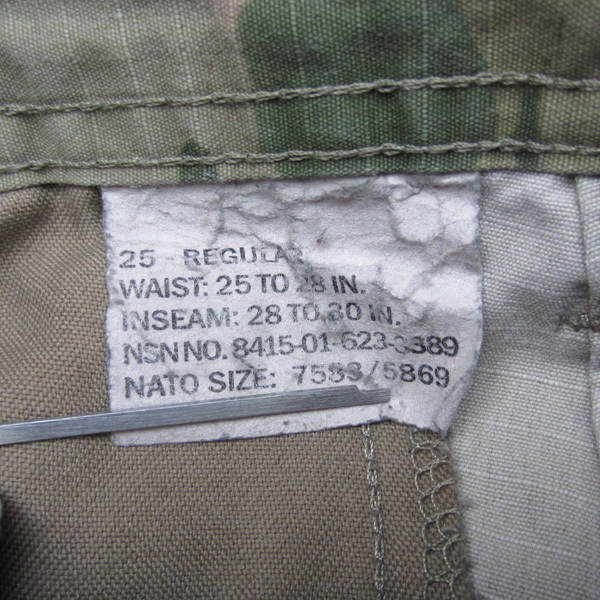 25 - REGULAR
WAIST: 25 TO 28 IN.
INSEAM: 28 TO 30 IN.
NSN NO. 8415-01-623-3389
NATO SIZE: 7583/5869